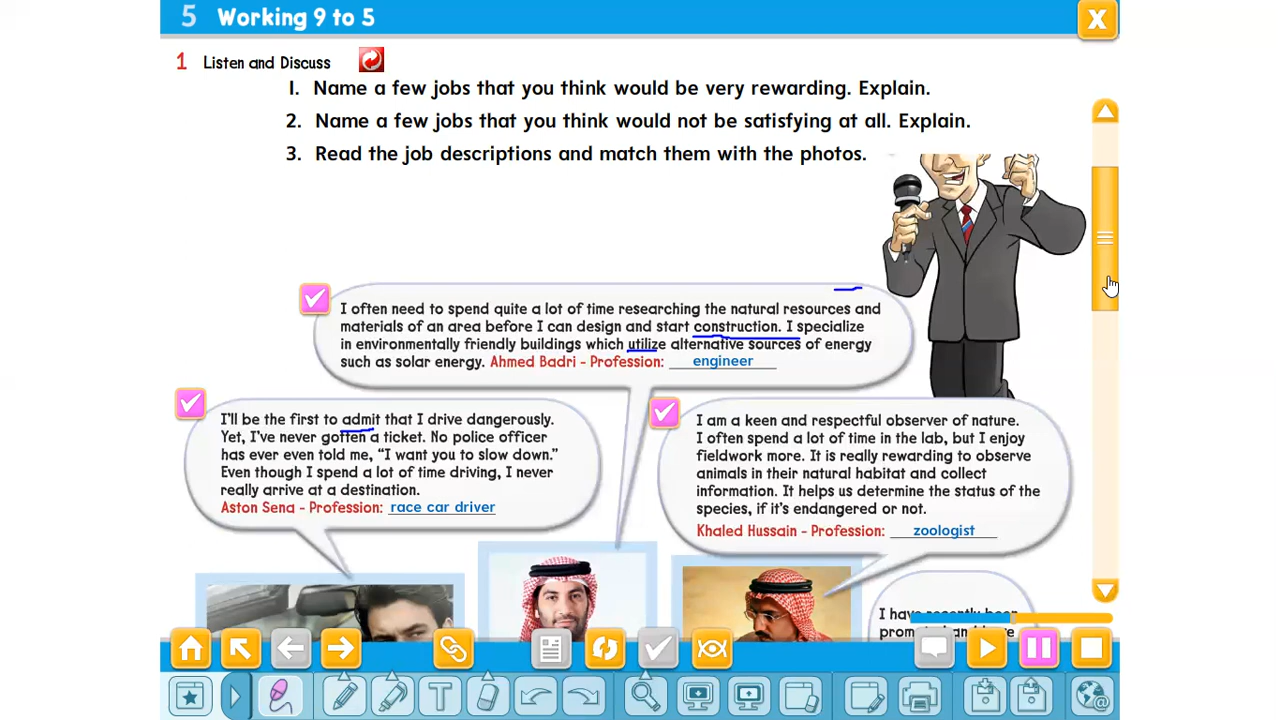 5 Working 9 to 5
X
1 Listen and Discuss
1. Name a few jobs that you think would be very rewarding. Explain.
2. Name a few jobs that you think would not be satisfying at all. Explain.
3. Read the job descriptions and match them with the photos.
I often need to spend quite a lot of time researching the natural resources and
materials of an area before I can design and start construction. I specialize
in environmentally friendly buildings which utilize alternative sources of energy
such as solar energy. Ahmed Badri - Profession: engineer
I'll be the first to admit that I drive dangerously.
Yet, I've never gotten a ticket. No police officer
has ever even told me, “I want you to slow down.”
Even though I spend a lot of time driving, I never
really arrive at a destination.
Aston Sena - Profession: race car driver
I am a keen and respectful observer of nature.
I often spend a lot of time in the lab, but I enjoy
fieldwork more. It is really rewarding to observe
animals in their natural habitat and collect
information. It helps us determine the status of the
species, if it's endangered or not.
Khaled Hussain - Profession: zoologist
I have recently been
T